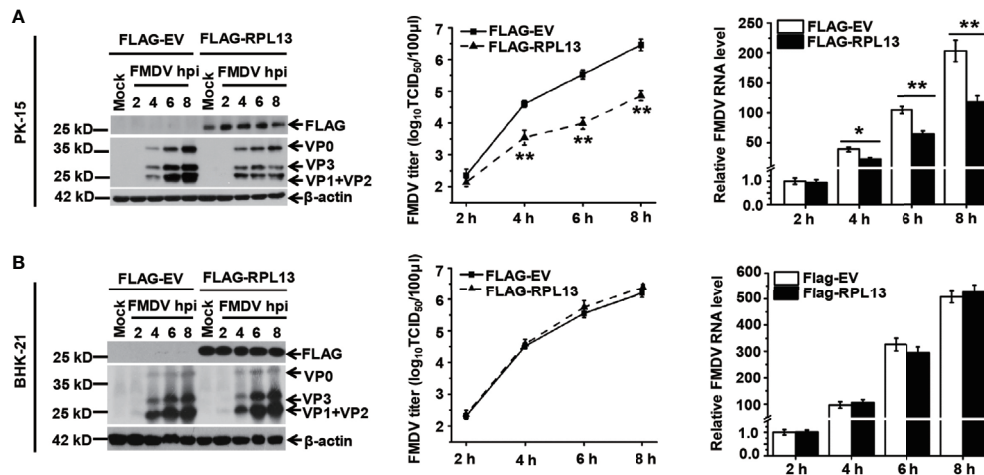 A
PK-15
FLAG-EV FLAG-RPL13
Mock FMDV hpi Mock FMDV hpi
2 4 6 8 2 4 6 8
25 kD FLAG
35 kD VP0
VP3
25 kD VP1+VP2
42 kD β-actin
FMDV titer (log10TCID50/100μl)
7
6
5
4
3
2
FLAG-EV
FLAG-RPL13
** ** **
2 h 4 h 6 h 8 h
Relative FMDV RNA level
250
200
150
100
50
1.0
0.0
FLAG-EV
FLAG-RPL13
* ** **
2 h 4 h 6 h 8 h
B
BHK-21
FLAG-EV FLAG-RPL13
Mock FMDV hpi Mock FMDV hpi
2 4 6 8 2 4 6 8
25 kD FLAG
35 kD VP0
VP3
25 kD VP1+VP2
42 kD β-actin
FMDV titer (log10TCID50/100μl)
7
6
5
4
3
2
FLAG-EV
FLAG-RPL13
2 h 4 h 6 h 8 h
Relative FMDV RNA level
600
500
400
300
200
100
1.0
0.0
Flag-EV
Flag-RPL13
2 h 4 h 6 h 8 h